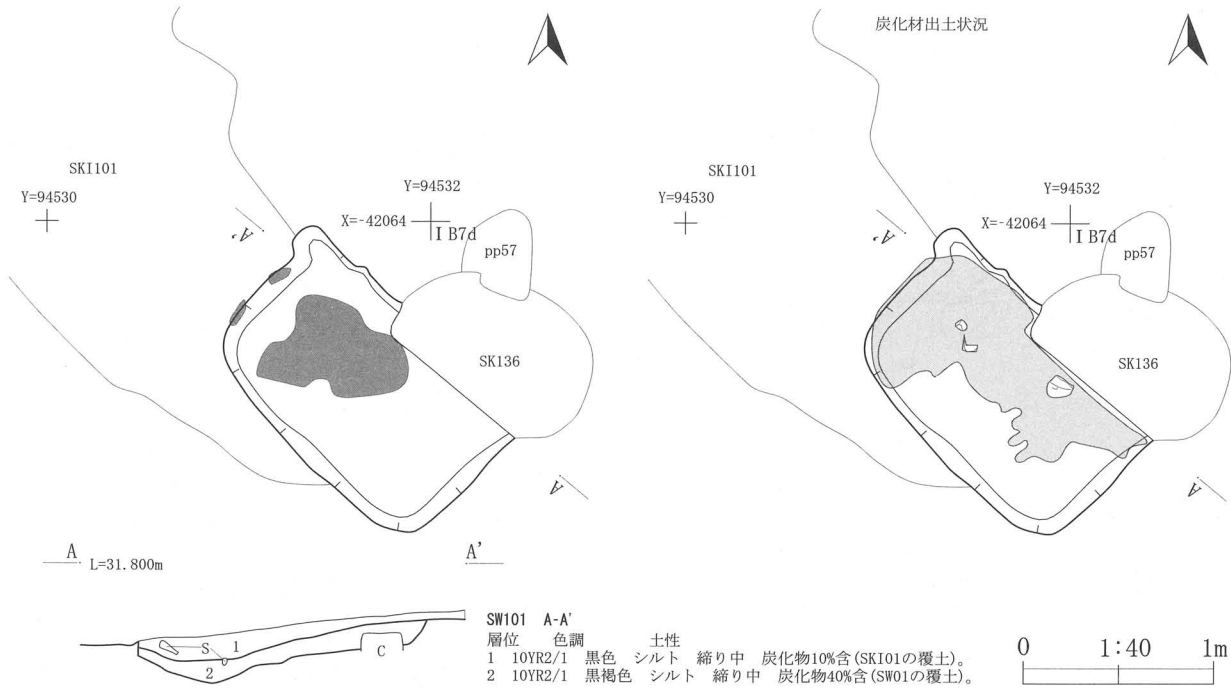 炭化材出土状況
SKI101
Y=94530
Y=94532
X=-42064
I B7d
A'
pp57
SK136
A
SKI101
Y=94530
Y=94532
X=-42064
I B7d
A'
pp57
SK136
A
A L=31.800m A'
S 1
2
C
SW101 A-A'
層位 色調 土性
1 10YR2/1 黒色 シルト 締り中 炭化物10%含(SKI01の覆土)。
2 10YR2/1 黒褐色 シルト 締り中 炭化物40%含(SW01の覆土)。
0 1:40 1m